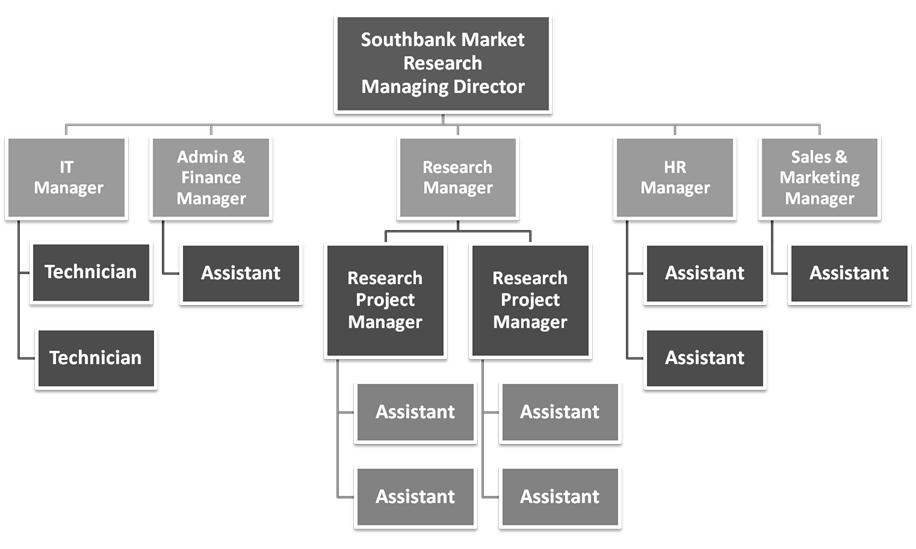 Southbank Market
Research
Managing Director
IT
Manager
Admin &
Finance
Manager
Research
Manager
HR
Manager
Sales &
Marketing
Manager
Technician
Technician
Assistant
Research
Project
Manager
Assistant
Assistant
Research
Project
Manager
Assistant
Assistant
Assistant
Assistant
Assistant